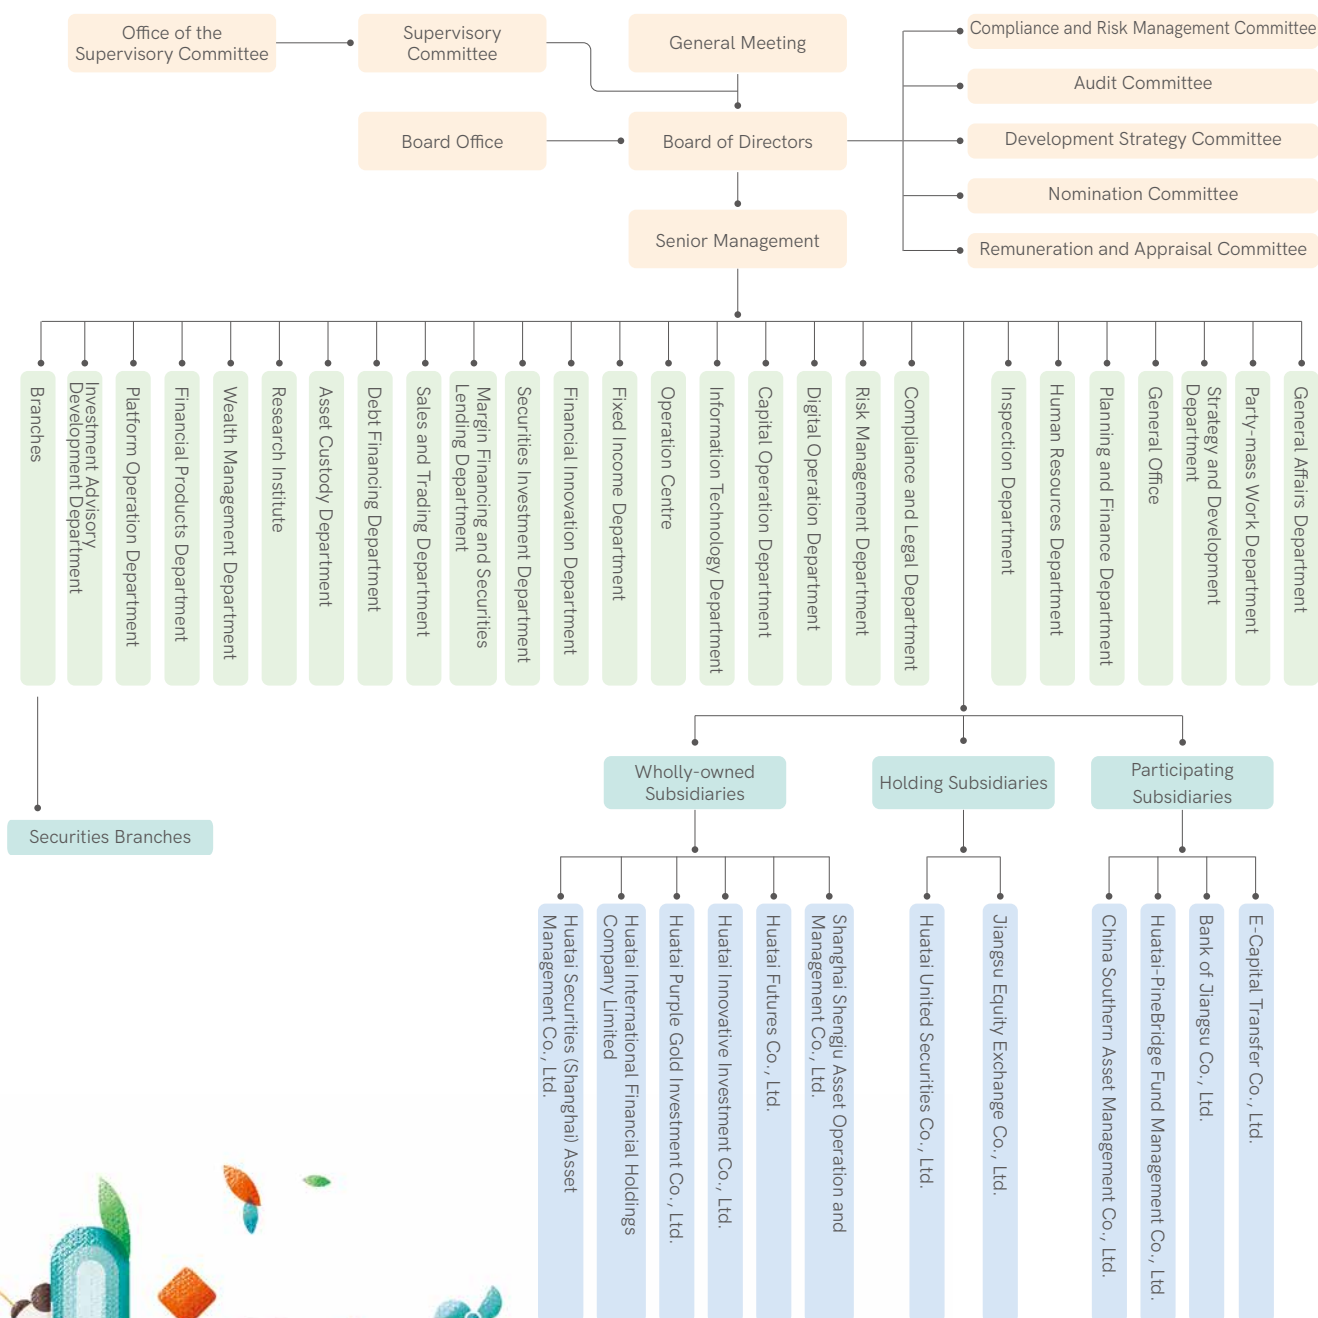 Office of the
Supervisory Committee
Supervisory
Committee
General Meeting
Compliance and Risk Management Committee
Audit Committee
Board Office
Board of Directors
Development Strategy Committee
Nomination Committee
Senior Management
Remuneration and Appraisal Committee
Branches
Investment Advisory
Development Department
Platform Operation Department
Financial Products Department
Wealth Management Department
Research Institute
Asset Custody Department
Debt Financing Department
Sales and Trading Department
Margin Financing and Securities
Lending Department
Securities Investment Department
Financial Innovation Department
Fixed Income Department
Operation Centre
Information Technology Department
Capital Operation Department
Digital Operation Department
Risk Management Department
Compliance and Legal Department
Inspection Department
Human Resources Department
Planning and Finance Department
General Office
Strategy and Development
Department
Party-mass Work Department
General Affairs Department
Wholly-owned
Subsidiaries
Holding Subsidiaries
Participating
Subsidiaries
Securities Branches
Huatai Securities (Shanghai) Asset
Management Co., Ltd.
Huatai International Financial Holdings
Company Limited
Huatai Purple Gold Investment Co., Ltd.
Huatai Innovative Investment Co., Ltd.
Huatai Futures Co., Ltd.
Shanghai Shengju Asset Operation and
Management Co., Ltd.
Huatai United Securities Co., Ltd.
Jiangsu Equity Exchange Co., Ltd.
China Southern Asset Management Co., Ltd.
Huatai-PineBridge Fund Management Co., Ltd.
Bank of Jiangsu Co., Ltd.
E-Capital Transfer Co., Ltd.